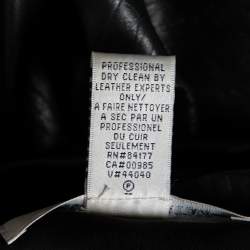 PROFESSIONAL
DRY CLEAN BY
LEATHER EXPERTS
ONLY/
A FAIRE NETTOYER
A SEC PAR UN
PROFESSIONEL
DU CUIR
SEULEMENT
RN#84177
CA#00985
V#44040
P